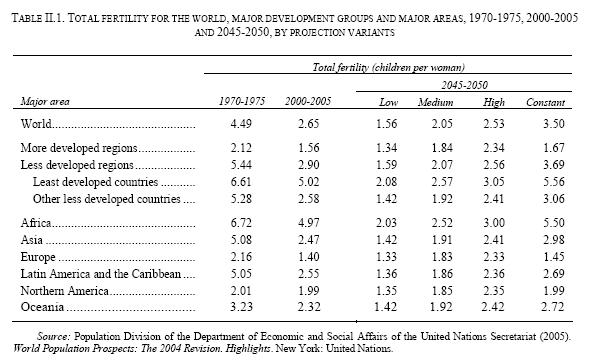 TABLE II.1. TOTAL FERTILITY FOR THE WORLD, MAJOR DEVELOPMENT GROUPS AND MAJOR AREAS, 1970-1975, 2000-2005
AND 2045-2050, BY PROJECTION VARIANTS
Total fertility (children per woman)
2045-2050
Major area 1970-1975 2000-2005 Low Medium High Constant
World 4.49 2.65 1.56 2.05 2.53 3.50
More developed regions 2.12 1.56 1.34 1.84 2.34 1.67
Less developed regions 5.44 2.90 1.59 2.07 2.56 3.69
Least developed countries 6.61 5.02 2.08 2.57 3.05 5.56
Other less developed countries 5.28 2.58 1.42 1.92 2.41 3.06
Africa 6.72 4.97 2.03 2.52 3.00 5.50
Asia 5.08 2.47 1.42 1.91 2.41 2.98
Europe 2.16 1.40 1.33 1.83 2.33 1.45
Latin America and the Caribbean 5.05 2.55 1.36 1.86 2.36 2.69
Northern America 2.01 1.99 1.35 1.85 2.35 1.99
Oceania 3.23 2.32 1.42 1.92 2.42 2.72
Source: Population Division of the Department of Economic and Social Affairs of the United Nations Secretariat (2005).
World Population Prospects: The 2004 Revision. Highlights. New York: United Nations.